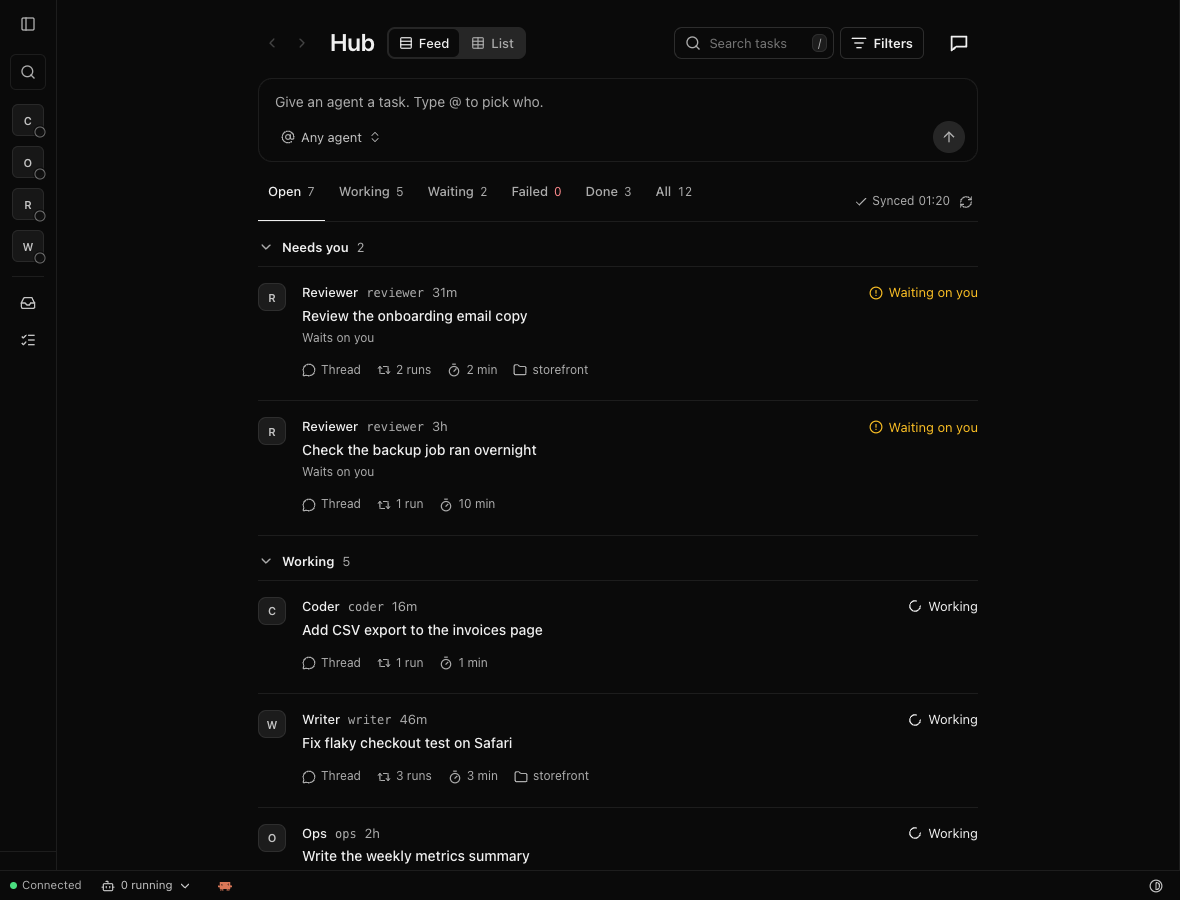 Hub
Feed
List
Search tasks
/
Filters
C
O
R
W
Give an agent a task. Type @ to pick who.
Any agent
Open 7
Working 5
Waiting 2
Failed 0
Done 3
All 12
Synced 01:20
Needs you 2
R
Reviewer reviewer 31m
Waiting on you
Review the onboarding email copy
Waits on you
Thread 2 runs 2 min storefront
R
Reviewer reviewer 3h
Waiting on you
Check the backup job ran overnight
Waits on you
Thread 1 run 10 min
Working 5
C
Coder coder 16m
Working
Add CSV export to the invoices page
Thread 1 run 1 min
W
Writer writer 46m
Working
Fix flaky checkout test on Safari
Thread 3 runs 3 min storefront
O
Ops ops 2h
Working
Write the weekly metrics summary
Connected
0 running